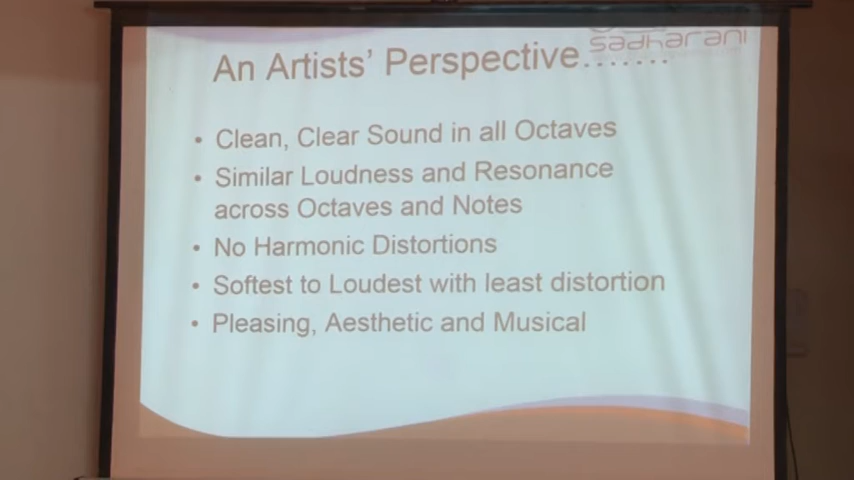 sadharani
An Artists' Perspective.......
• Clean, Clear Sound in all Octaves
• Similar Loudness and Resonance
across Octaves and Notes
• No Harmonic Distortions
• Softest to Loudest with least distortion
• Pleasing, Aesthetic and Musical